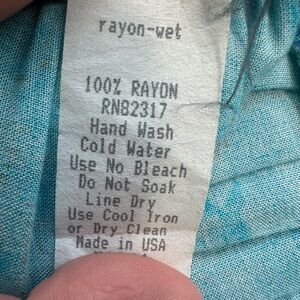 rayon-wet
100% RAYON
RN82317
Hand Wash
Cold Water
Use No Bleach
Do Not Soak
Line Dry
Use Cool Iron
or Dry Clean
Made in USA